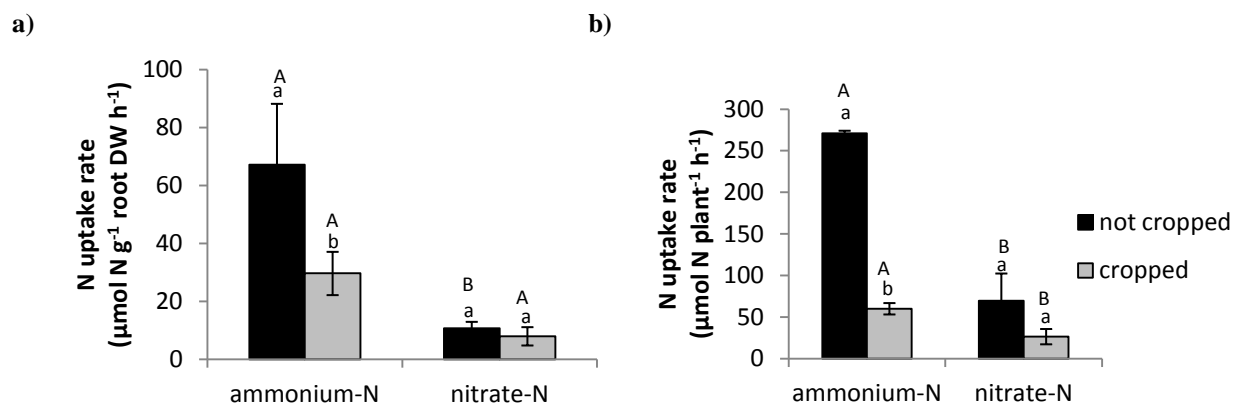 a)
N uptake rate
(µmol N g⁻¹ root DW h⁻¹)
100
80
60
40
20
0
A
a
A
b
B
a
A
a
ammonium-N nitrate-N
b)
N uptake rate
(µmol N plant⁻¹ h⁻¹)
300
250
200
150
100
50
0
A
a
A
b
B
a
B
a
ammonium-N nitrate-N
not cropped
cropped